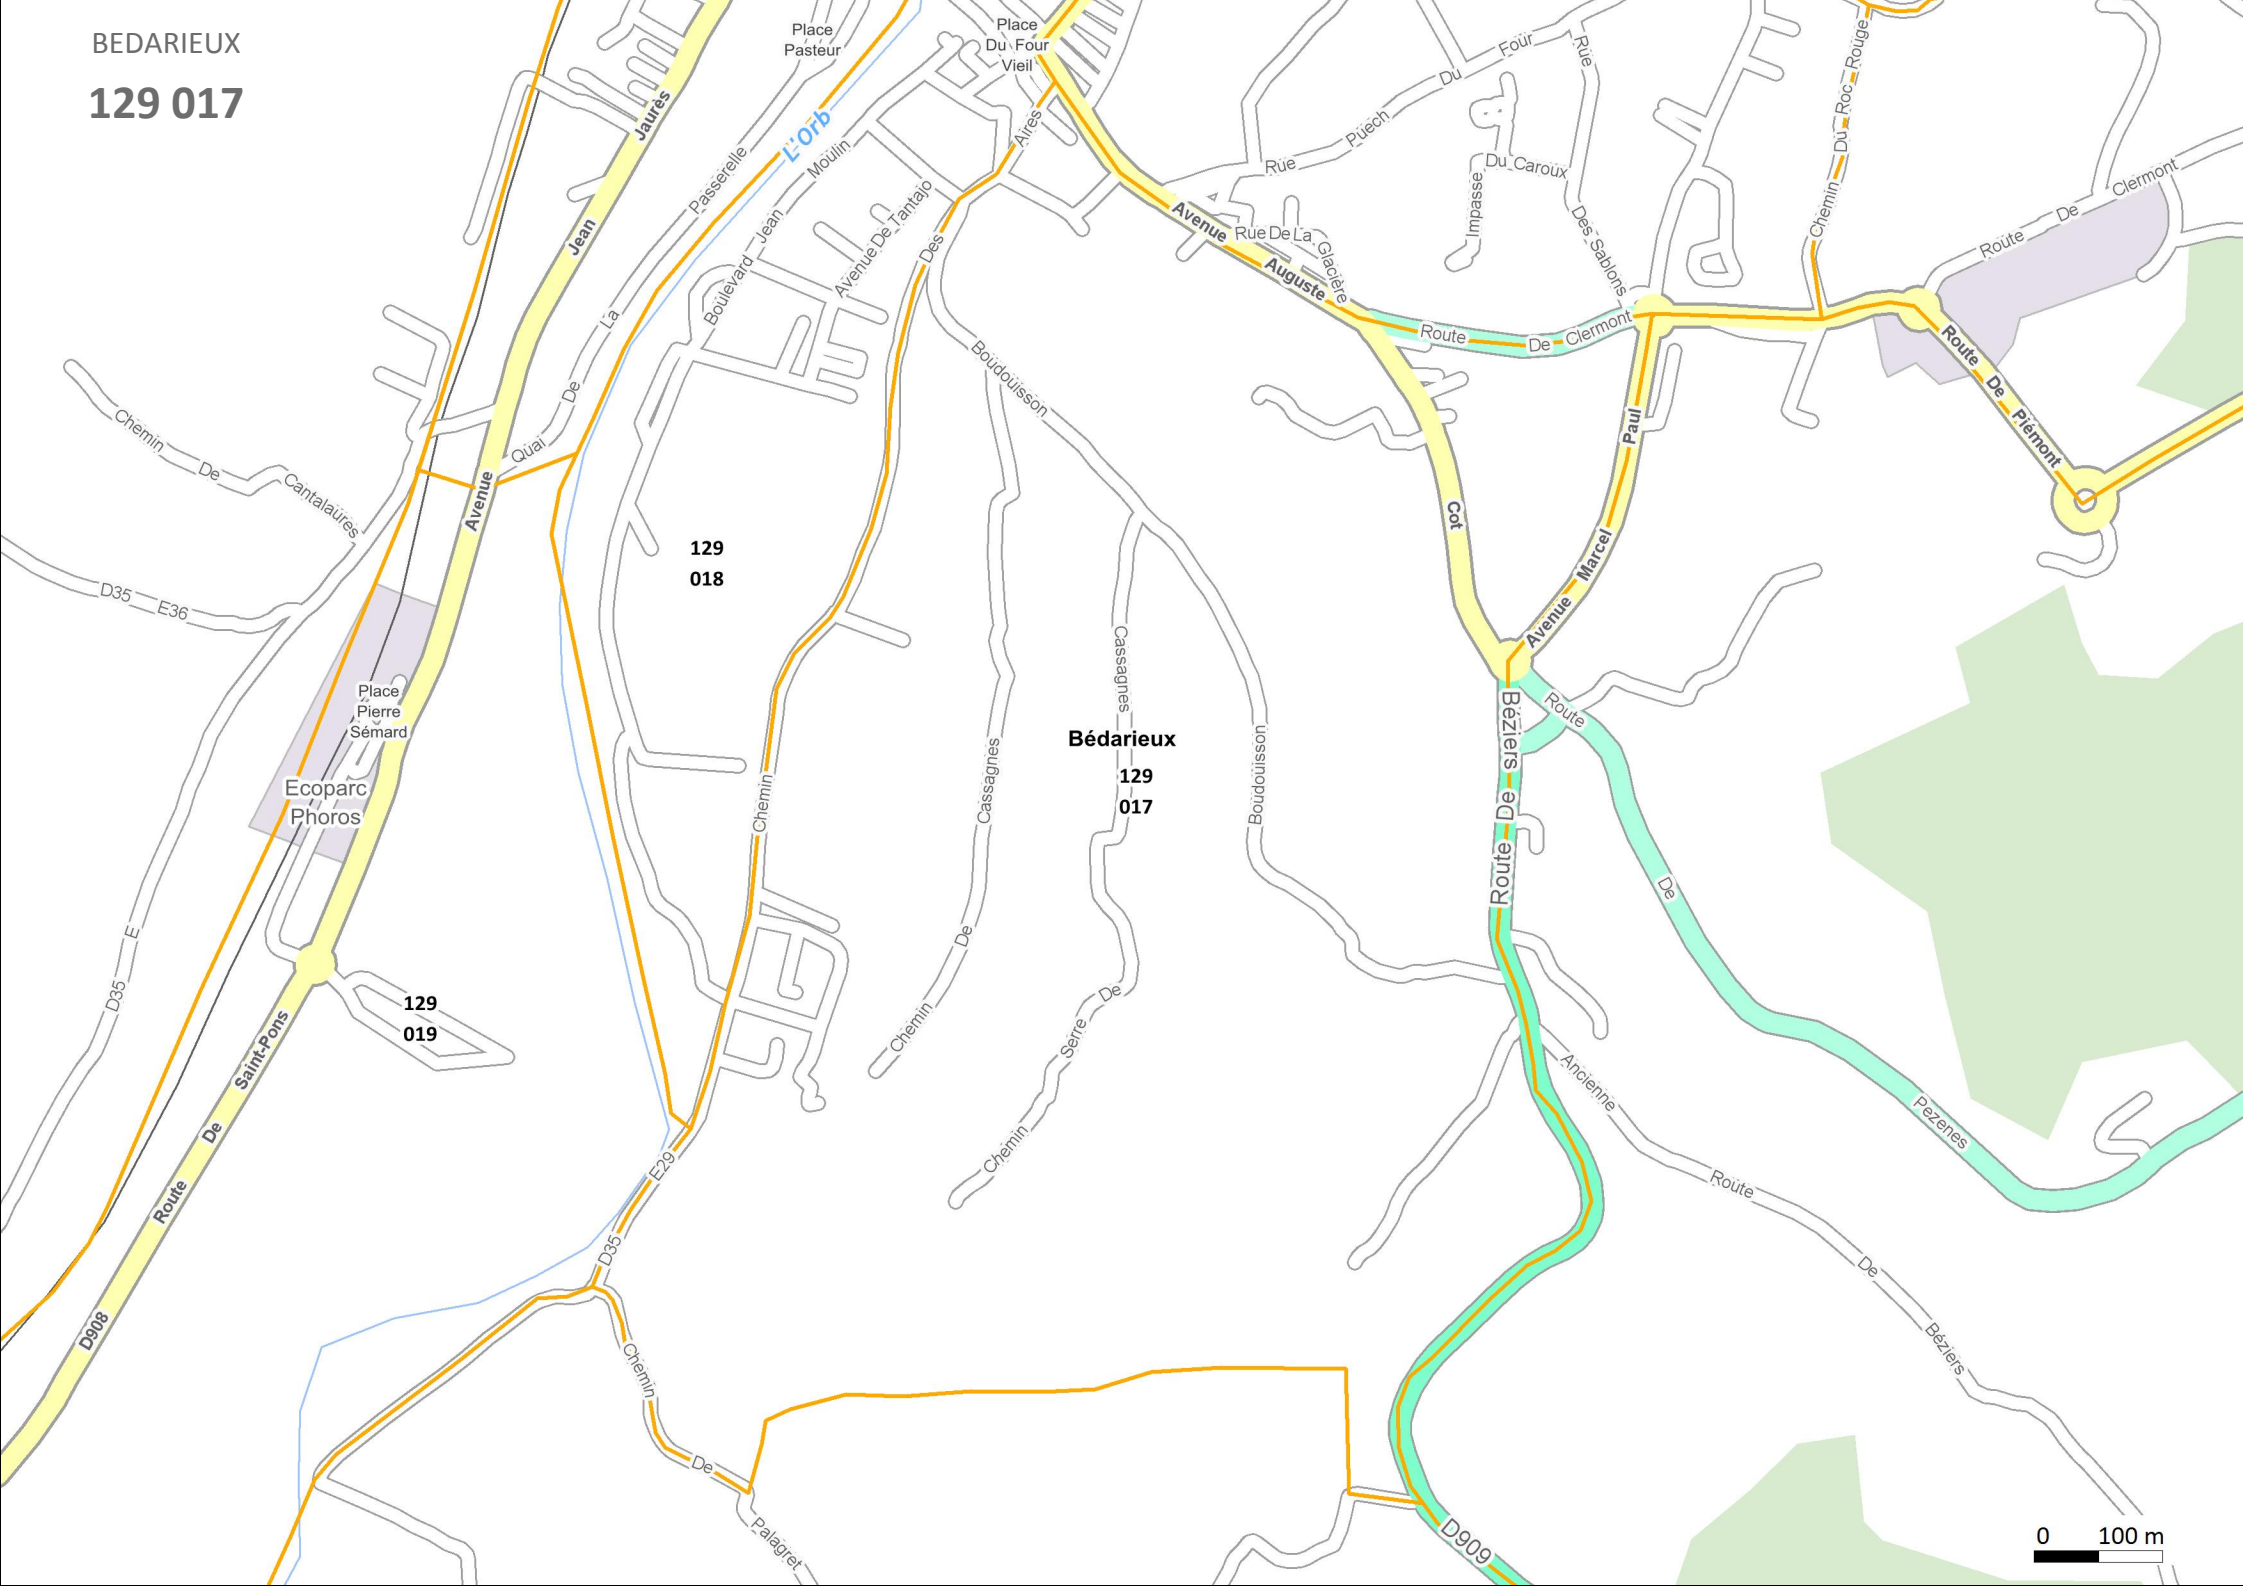 BEDARIEUX
129 017
Place
Pasteur
Place
Du Four
Vieil
Jaurès
Jean
Avenue
L'Orb
Passerelle
La
De
Quai
Moulin
Jean
Boulevard
Avenue De Tantajo
Aires
Des
Chemin
Rue
Puech
Du
Four
Rue
Des Sablons
Impasse
Du Caroux
Avenue
Auguste
Cot
Rue De La Glacière
Route
De
Clermont
Chemin
Du
Roc
Rouge
Route
De
Clermont
Route
De
Piémont
Avenue
Marcel
Paul
Chemin
De
Cantalaures
D35
E36
Boudouisson
Boudouisson
129
018
Cassagnes
Bédarieux
129
017
Place
Pierre
Sémard
Ecoparc
Phoros
Chemin
De
Cassagnes
Chemin
Serre
De
Béziers
De
Route
Route
De
Pezenes
D35
E
129
019
Saint-Pons
De
Route
D908
E29
D35
Ancienne
Route
De
Béziers
Chemin
De
Palagret
D909
0
100 m